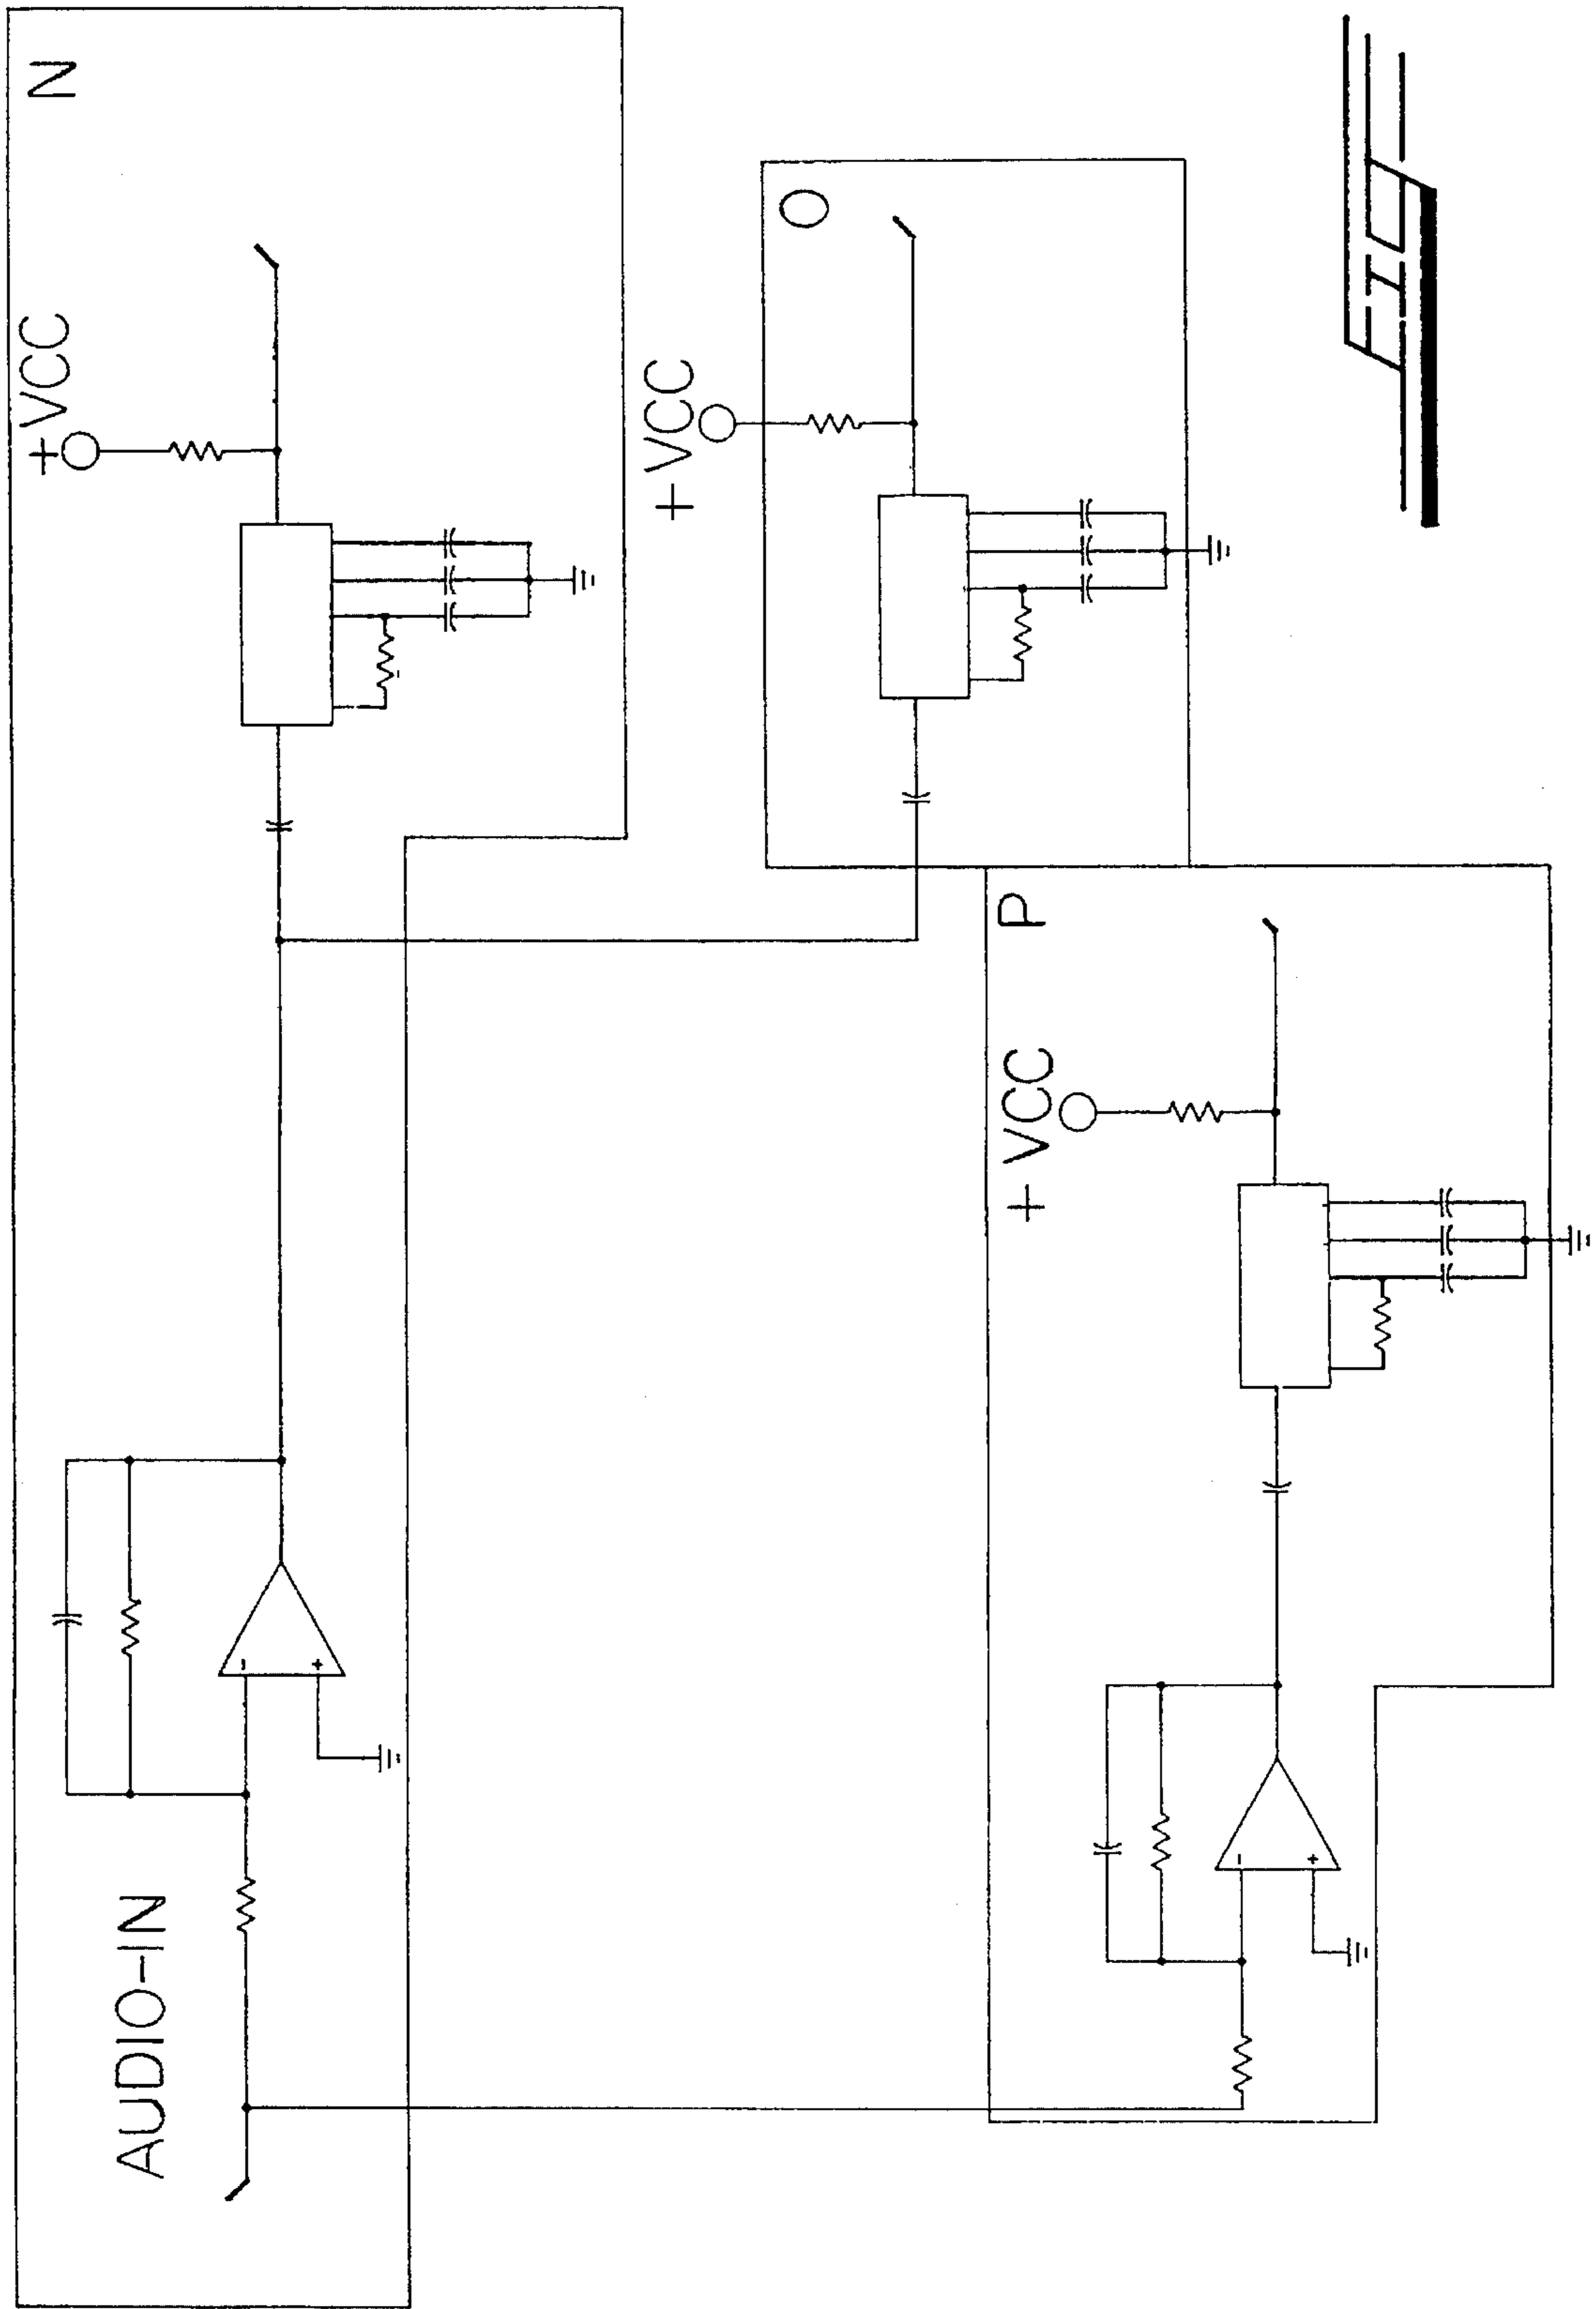 AUDIO-IN
+ VCC
N
- +
+ VCC
O
+ VCC
P
- +